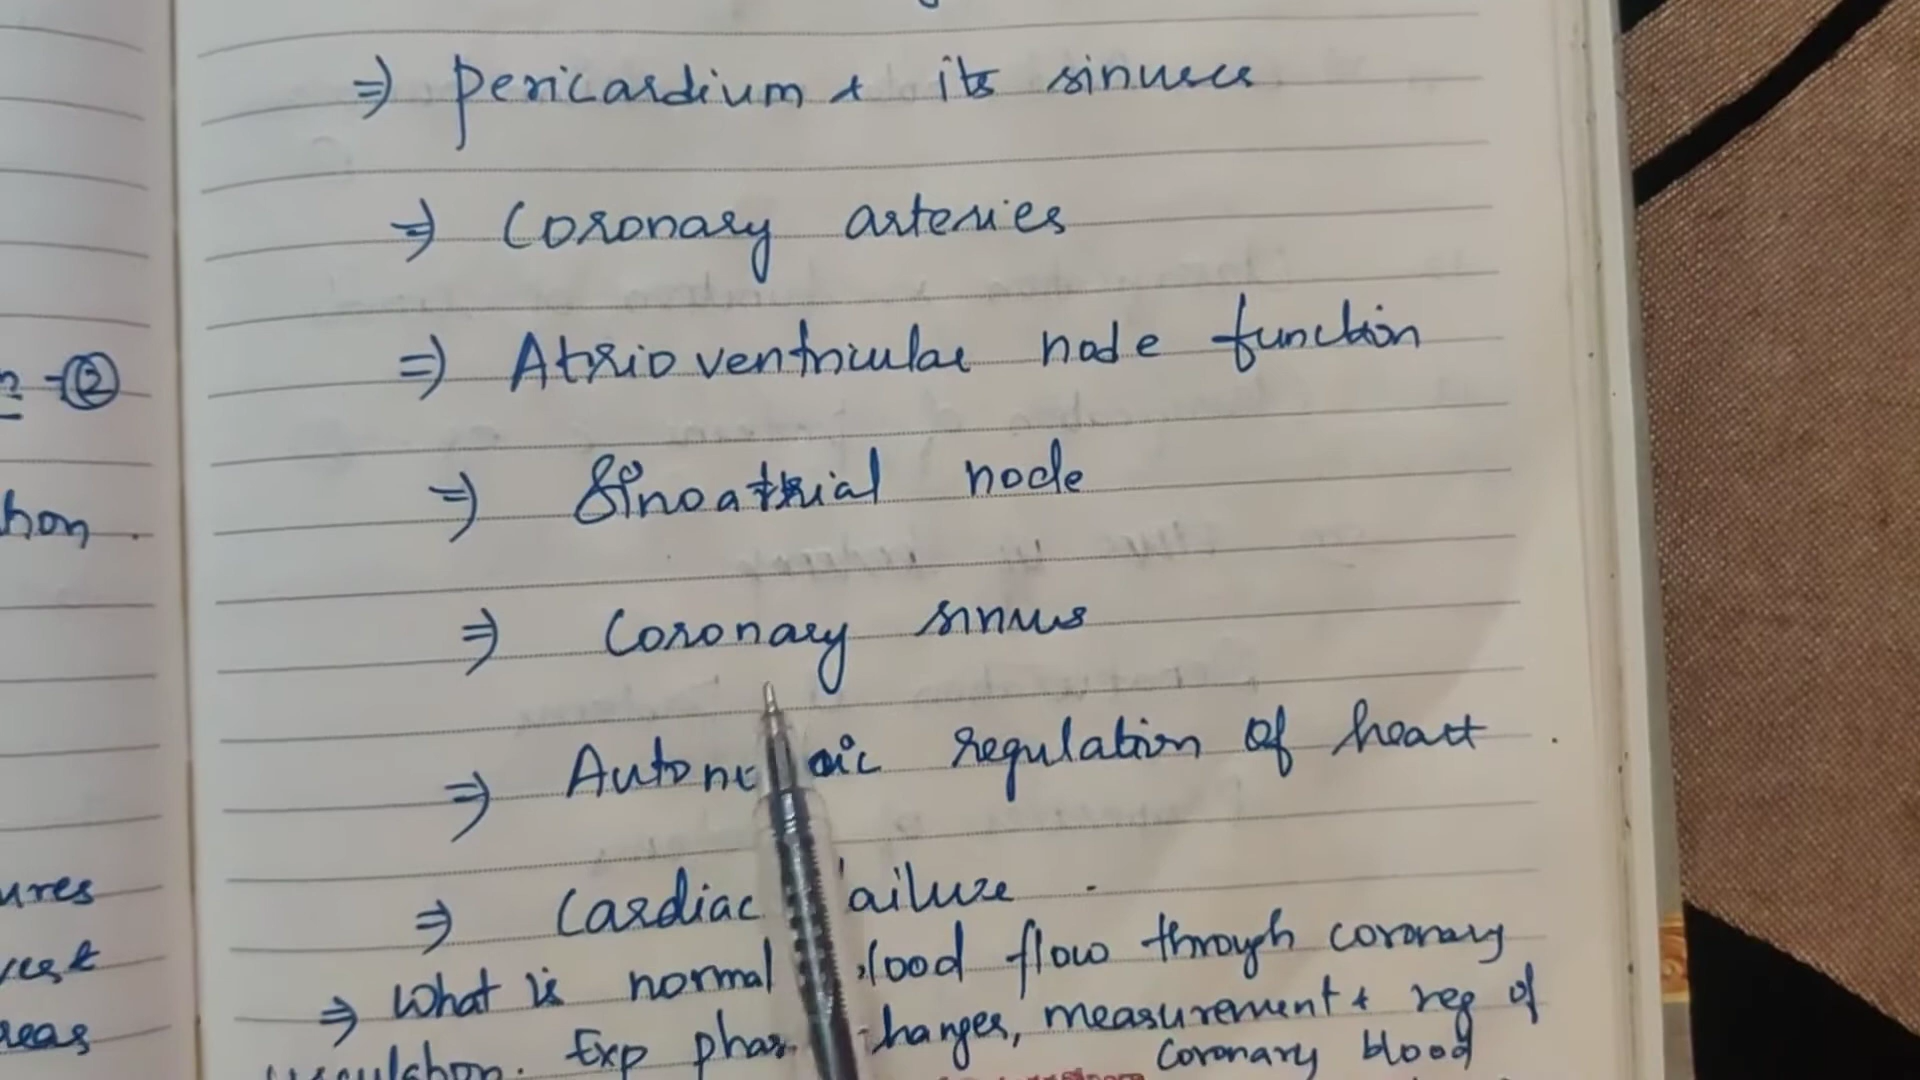 ⇒ Pericardium + its sinuses
⇒ Coronary arteries
⇒ Atrioventricular node function
⇒ Sinoatrial node
⇒ Coronary sinus
⇒ regulation of heart
⇒ Cardiac
⇒ What is normal flow through coronary
Exp measurement + reg of
Coronary blood